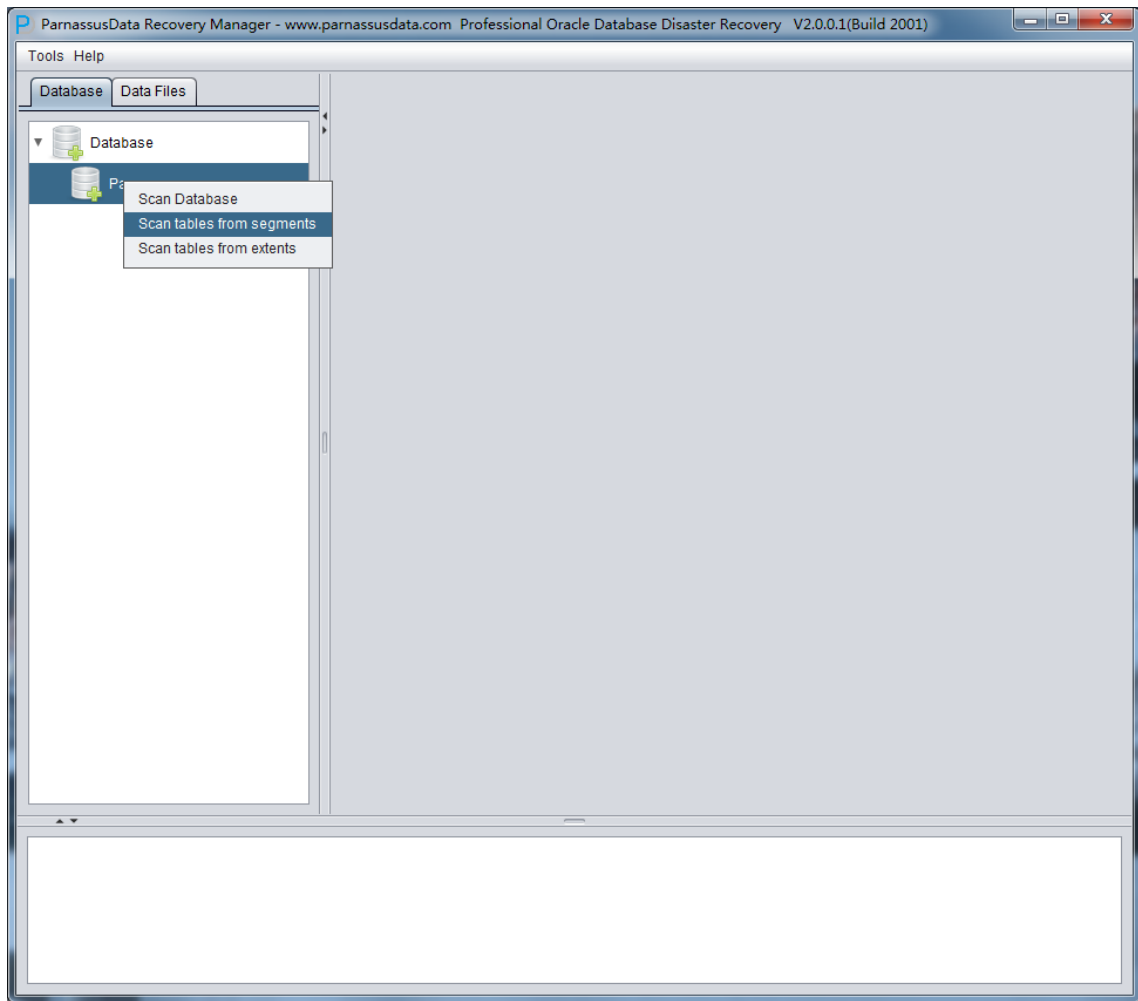 ParnassusData Recovery Manager - www.parnassusdata.com Professional Oracle Database Disaster Recovery V2.0.0.1(Build 2001)
Tools Help
Database Data Files
Database
Scan Database
Scan tables from segments
Scan tables from extents